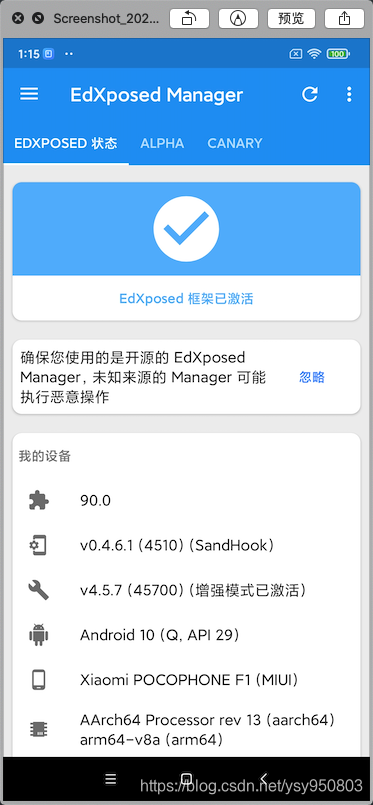 Screenshot_202...
预览
1:15
100
EdXposed Manager
EDXPOSED 状态
ALPHA
CANARY
EdXposed 框架已激活
确保您使用的是开源的 EdXposed
Manager，未知来源的 Manager 可能
执行恶意操作
忽略
我的设备
90.0
v0.4.6.1 (4510) (SandHook)
v4.5.7 (45700) (增强模式已激活)
Android 10 (Q, API 29)
Xiaomi POCOPHONE F1 (MIUI)
AArch64 Processor rev 13 (aarch64)
arm64-v8a (arm64)
https://blog.csdn.net/ysy950803